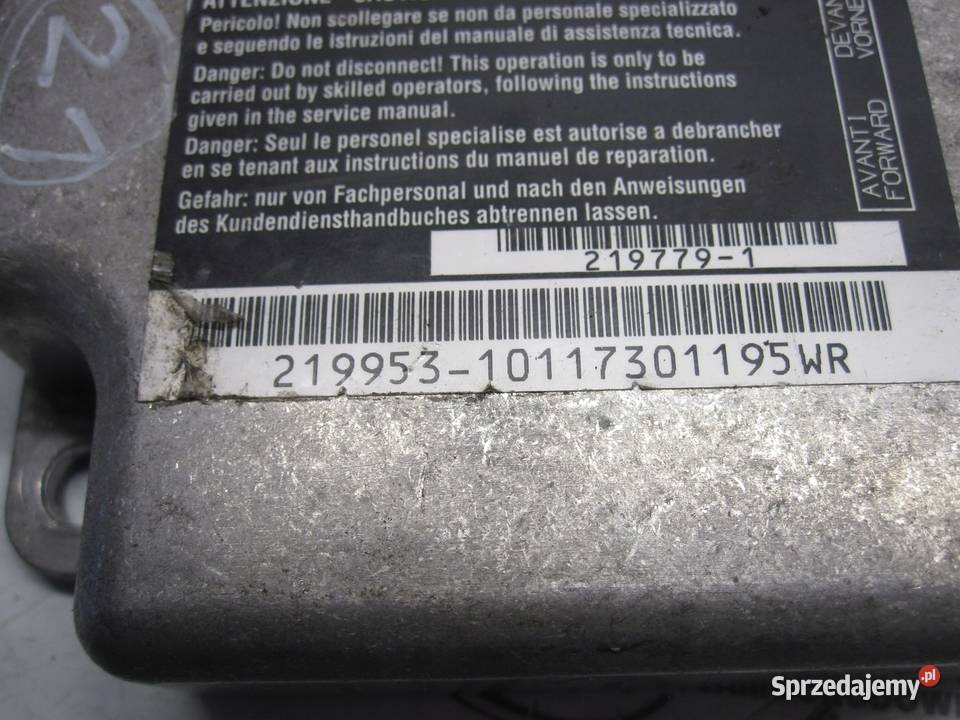 Pericolo! Non scollegare se non da personale specializzato
e seguendo le istruzioni del manuale di assistenza tecnica.
Danger: Do not disconnect! This operation is only to be
carried out by skilled operators, following the instructions
given in the service manual.
Danger: Seul le personel specialise est autorise a debrancher
en se tenant aux instructions du manuel de reparation.
Gefahr: nur von Fachpersonal und nach den Anweisungen
des Kundendiensthandbuches abtrennen lassen.
AVANTI
FORWARD
VORNE
219779-1
219953-10117301195WR
21
Sprzedajemy.pl